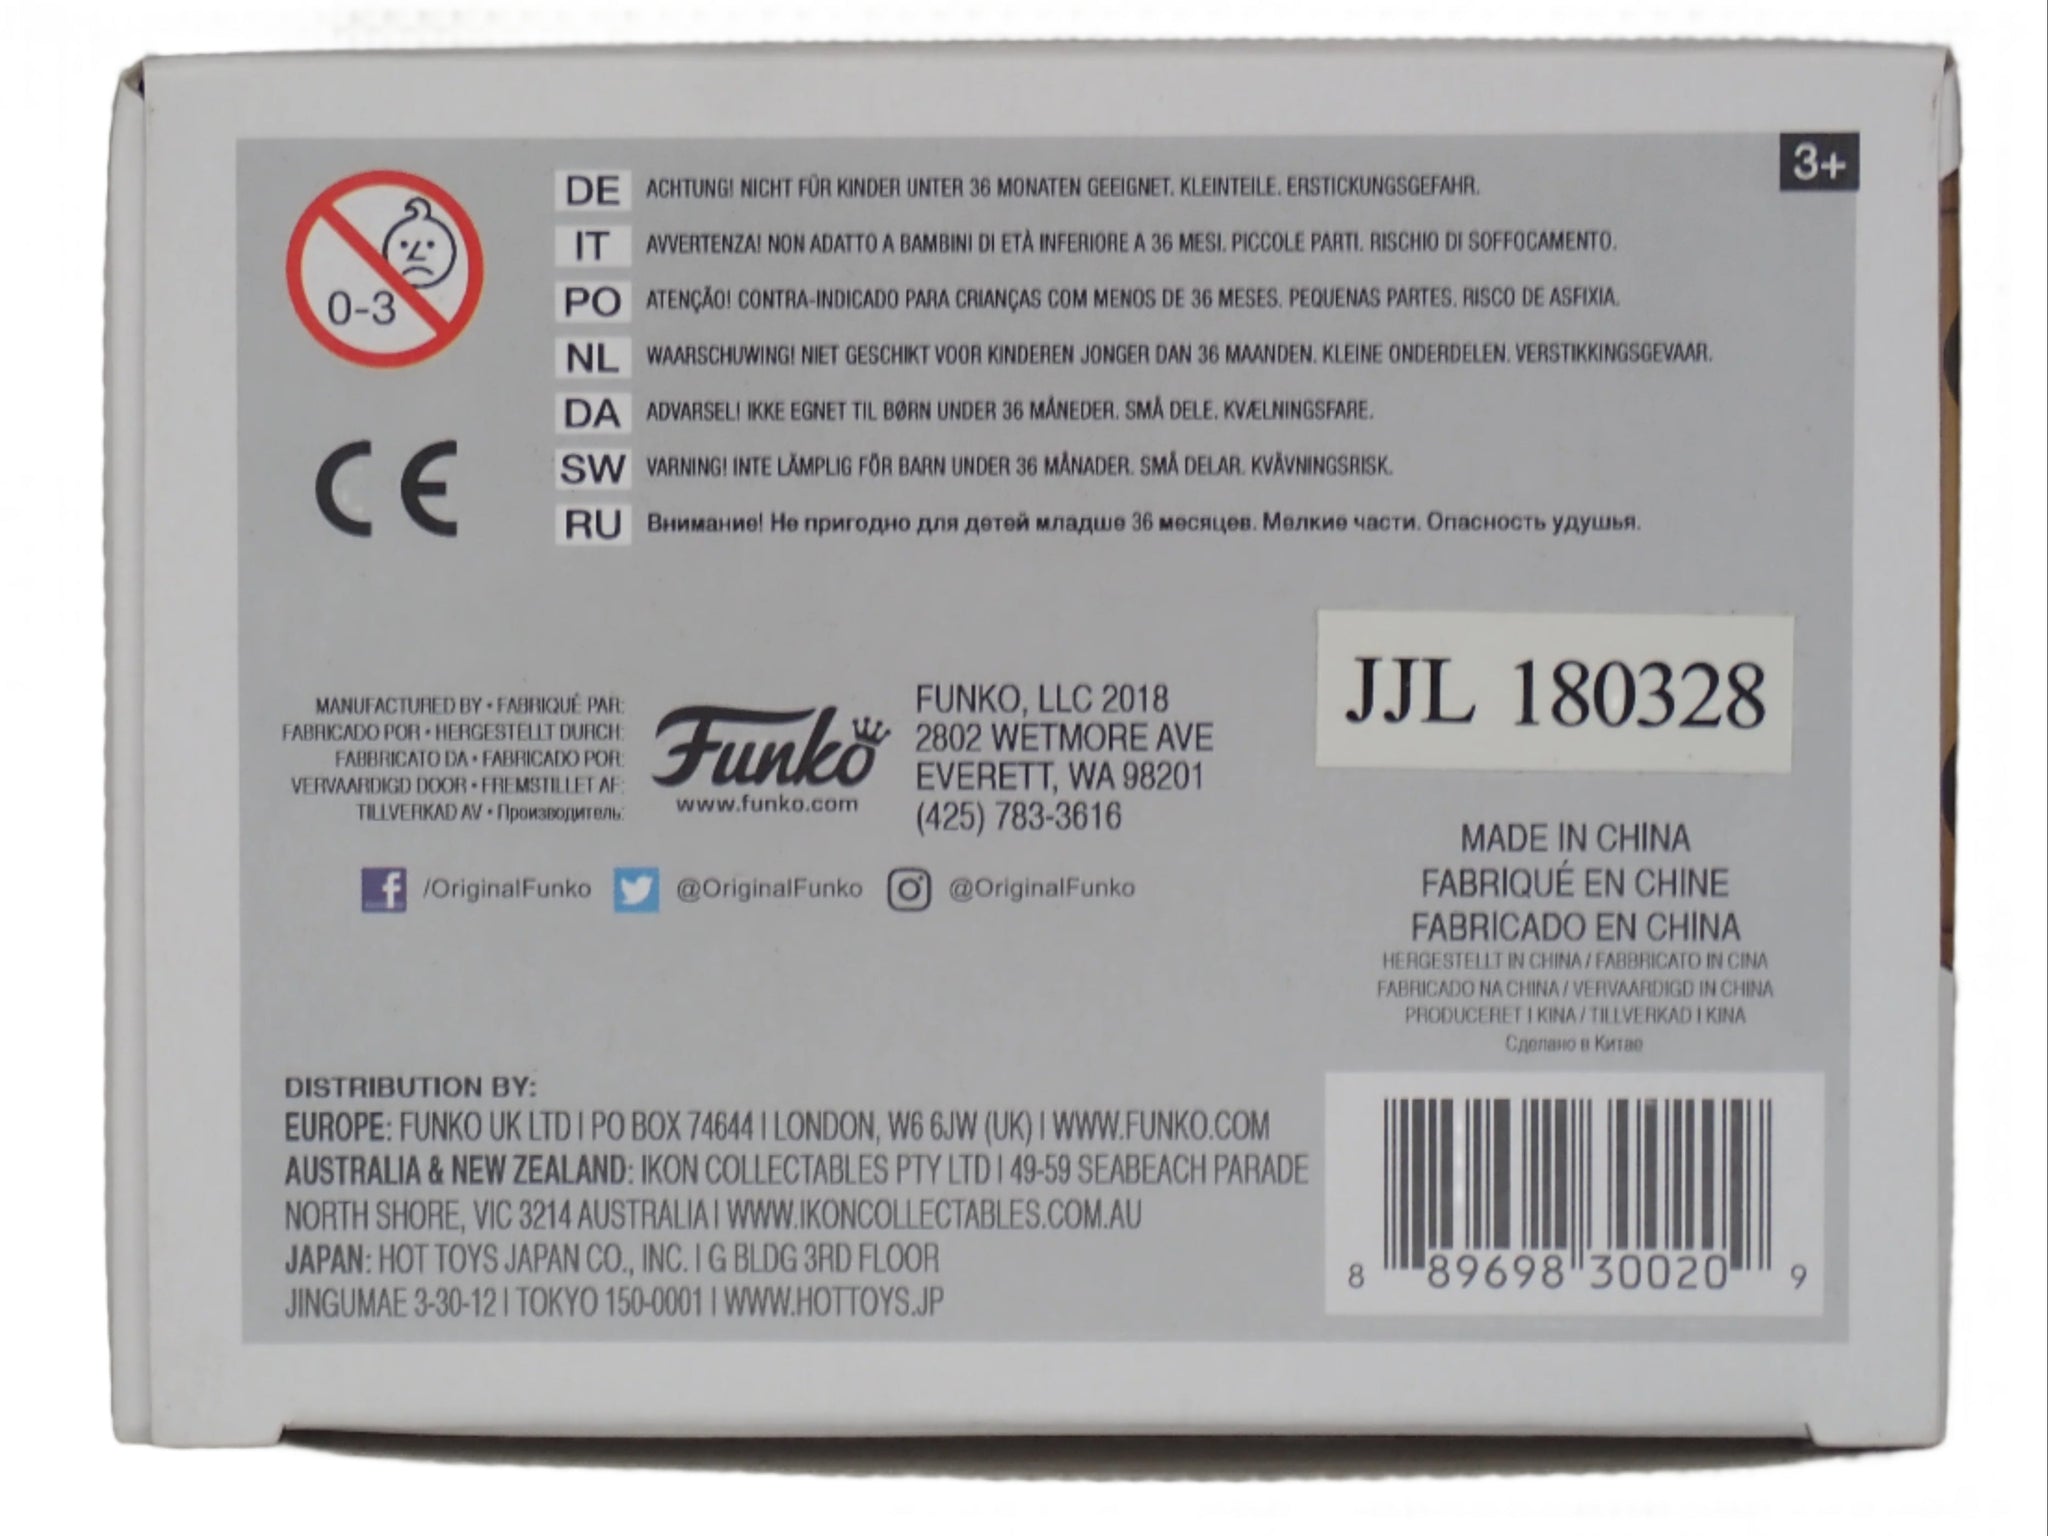 3+
0-3
CE
DE ACHTUNG! NICHT FÜR KINDER UNTER 36 MONATEN GEEIGNET. KLEINTEILE. ERSTICKUNGSGEFAHR.
IT AVVERTENZA! NON ADATTO A BAMBINI DI ETÀ INFERIORE A 36 MESI. PICCOLE PARTI. RISCHIO DI SOFFOCAMENTO.
PO ATENÇÃO! CONTRA-INDICADO PARA CRIANÇAS COM MENOS DE 36 MESES. PEQUENAS PARTES. RISCO DE ASFIXIA.
NL WAARSCHUWING! NIET GESCHIKT VOOR KINDEREN JONGER DAN 36 MAANDEN. KLEINE ONDERDELEN. VERSTIKKINGSGEVAAR.
DA ADVARSEL! IKKE EGNET TIL BØRN UNDER 36 MÅNEDER. SMÅ DELE. KVÆLNINGSFARE.
SW VARNING! INTE LÄMPLIG FÖR BARN UNDER 36 MÅNADER. SMÅ DELAR. KVÄVNINGSRISK.
RU Внимание! Не пригодно для детей младше 36 месяцев. Мелкие части. Опасность удушья.
MANUFACTURED BY • FABRIQUÉ PAR:
FABRICADO POR • HERGESTELLT DURCH:
FABBRICATO DA • FABRICADO POR:
VERVAARDIGD DOOR • FREMSTILLET AF:
TILLVERKAD AV • Производитель:
Funko
www.funko.com
FUNKO, LLC 2018
2802 WETMORE AVE
EVERETT, WA 98201
(425) 783-3616
JJL 180328
/OriginalFunko @OriginalFunko @OriginalFunko
MADE IN CHINA
FABRIQUÉ EN CHINE
FABRICADO EN CHINA
HERGESTELLT IN CHINA / FABBRICATO IN CINA
FABRICADO NA CHINA / VERVAARDIGD IN CHINA
PRODUCERET I KINA / TILLVERKAD I KINA
Сделано в Китае
DISTRIBUTION BY:
EUROPE: FUNKO UK LTD | PO BOX 74644 | LONDON, W6 6JW (UK) | WWW.FUNKO.COM
AUSTRALIA & NEW ZEALAND: IKON COLLECTABLES PTY LTD | 49-59 SEABEACH PARADE
NORTH SHORE, VIC 3214 AUSTRALIA | WWW.IKONCOLLECTABLES.COM.AU
JAPAN: HOT TOYS JAPAN CO., INC. | G BLDG 3RD FLOOR
JINGUMAE 3-30-12 | TOKYO 150-0001 | WWW.HOTTOYS.JP
8 89698 30020 9